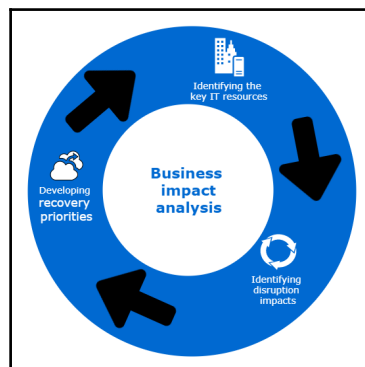 Identifying the
key IT resources
Business
impact
analysis
Developing
recovery
priorities
Identifying
disruption
impacts